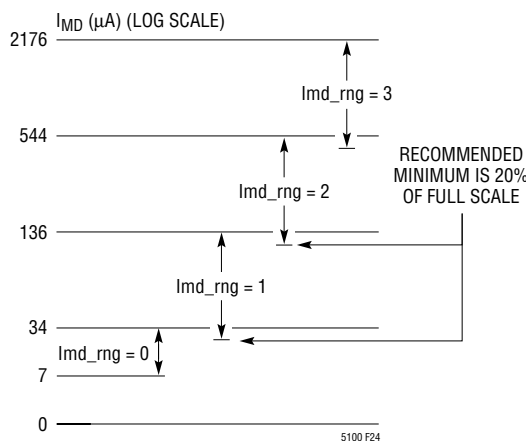 I_MD (µA) (LOG SCALE)
2176
Imd_rng = 3
544
RECOMMENDED
MINIMUM IS 20%
OF FULL SCALE
Imd_rng = 2
136
Imd_rng = 1
34
Imd_rng = 0
7
0
5100 F24